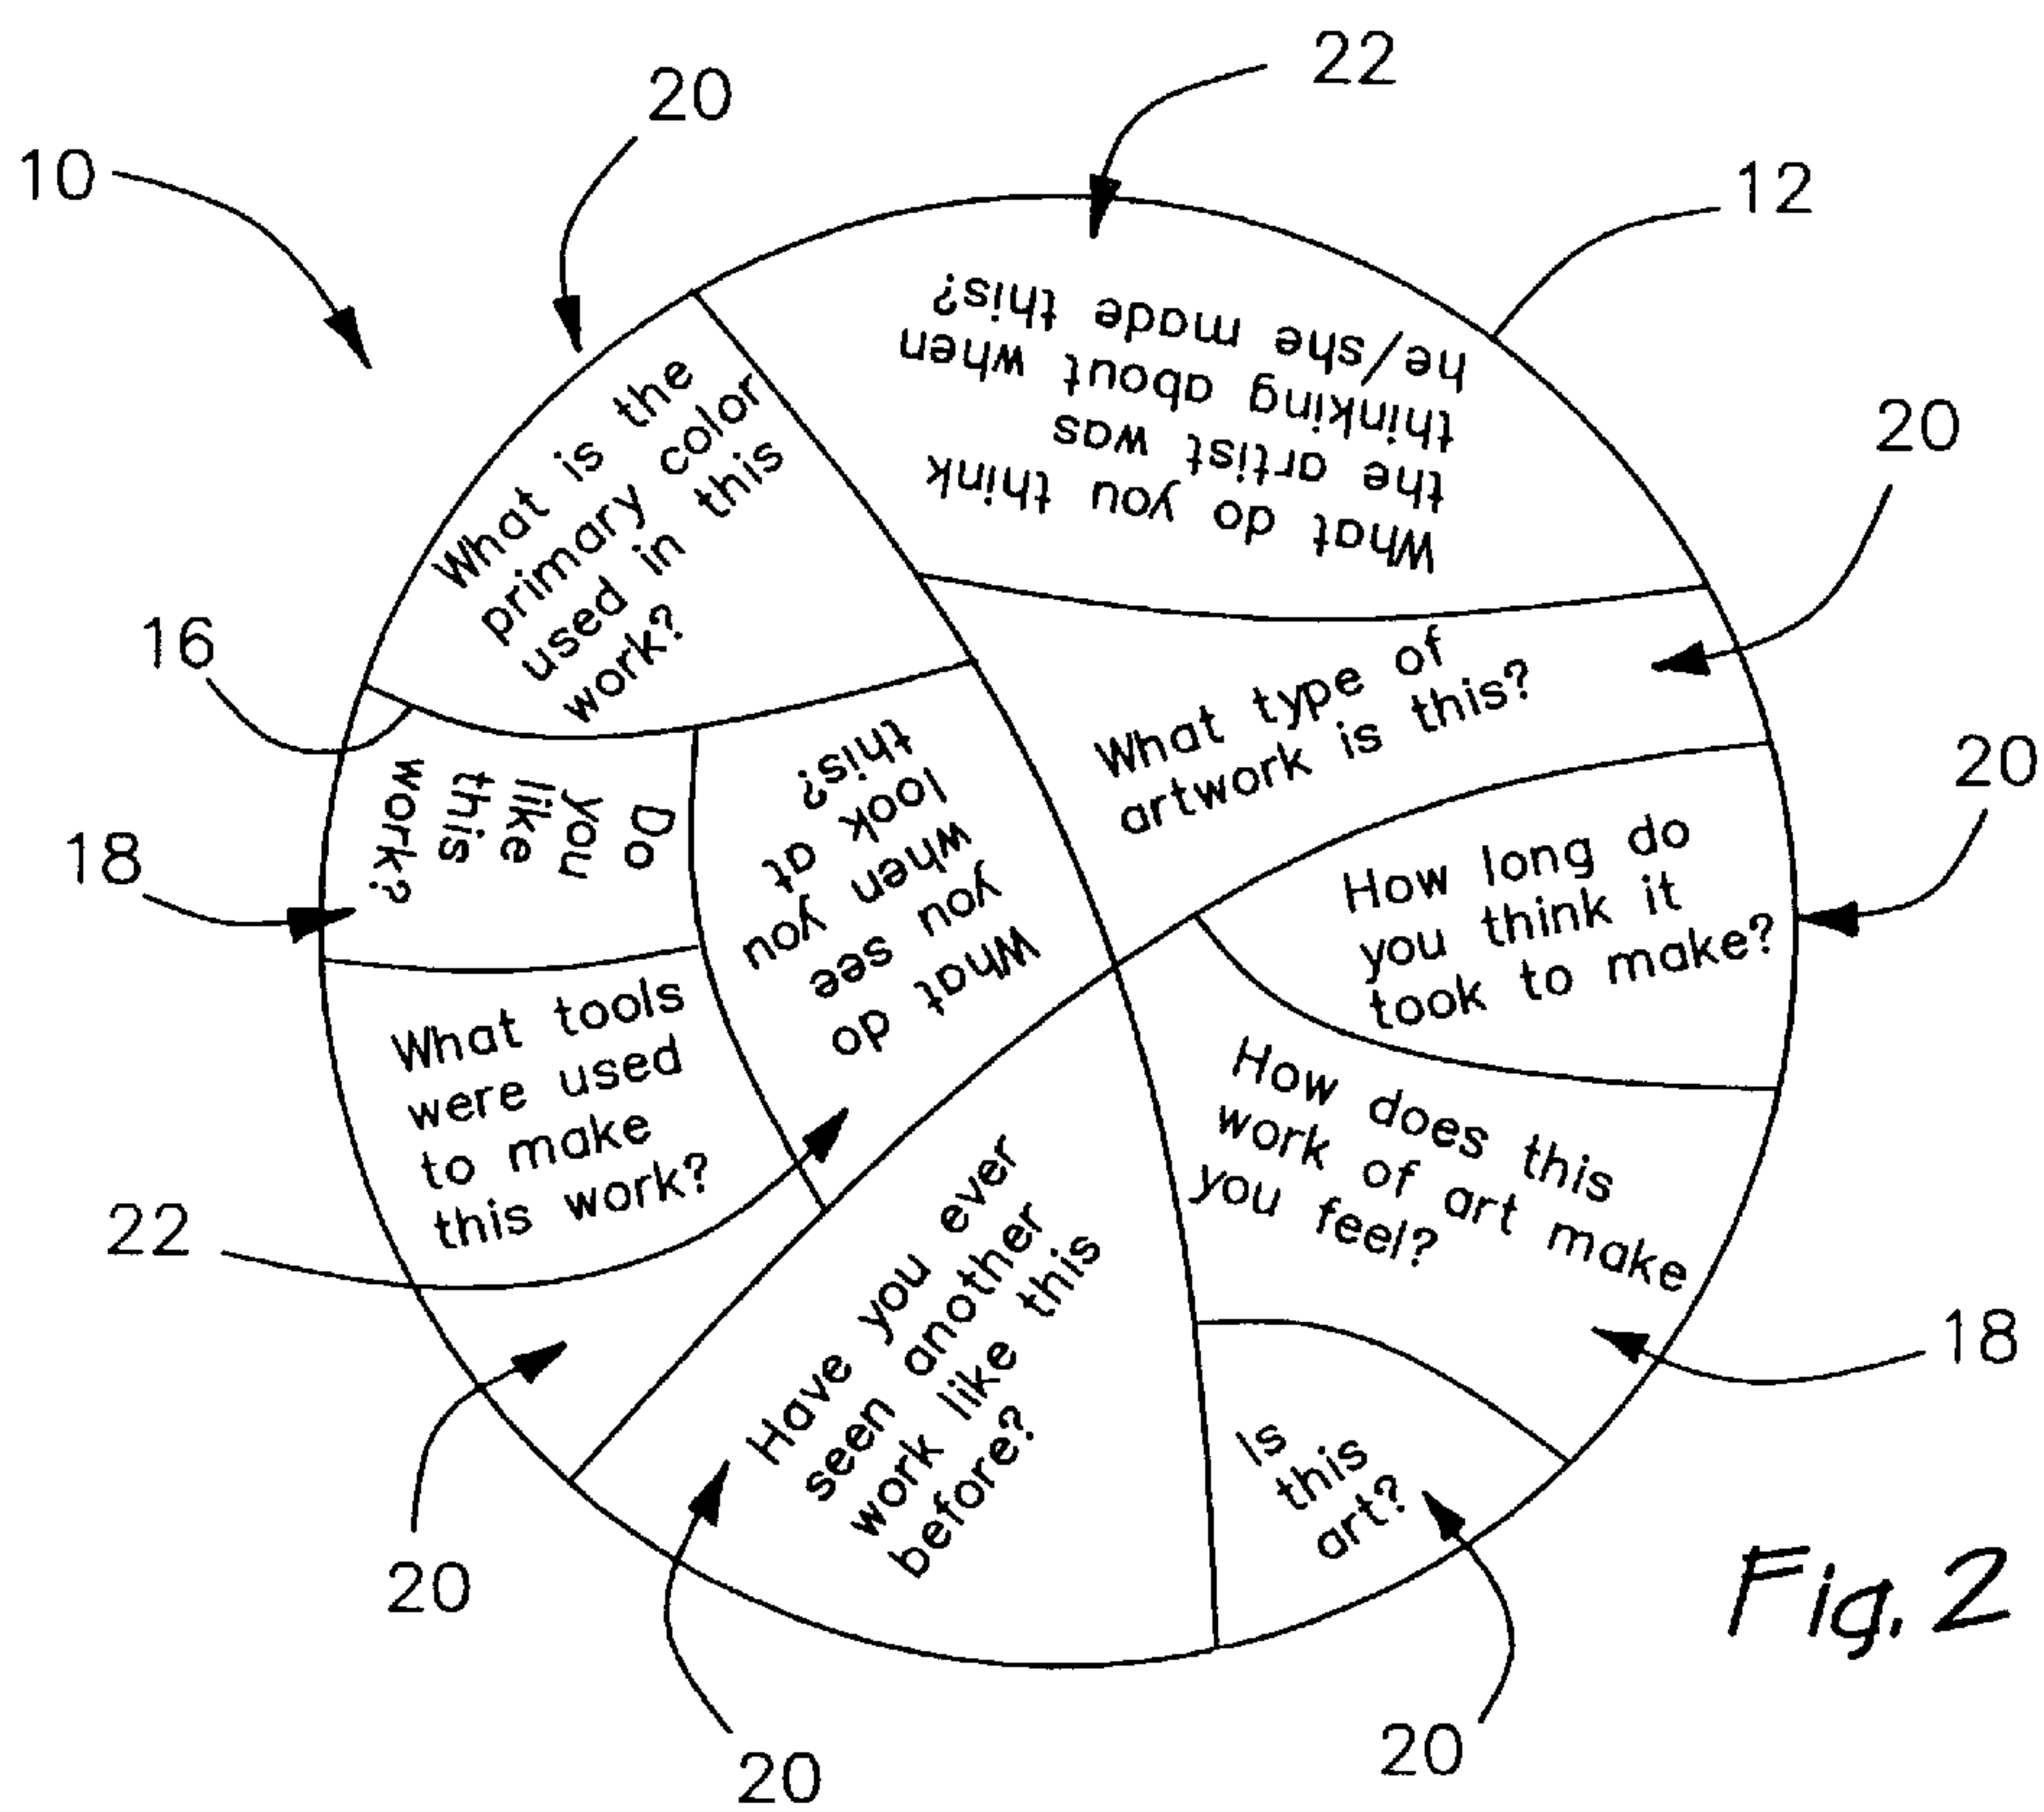 22
20
10
12
What do you think
the artist was
thinking about when
he/she made this?
What is the
primary color
used in this
work?
20
16
What type of
artwork is this?
20
Do
you
like
this
work?
18
What do
you see
when you
look at
this?
How long do
you think it
took to make?
What tools
were used
to make
this work?
How does this
work of art make
you feel?
22
18
Have you ever
seen another
work like this
before?
Is
this
art?
20
20
20
Fig. 2